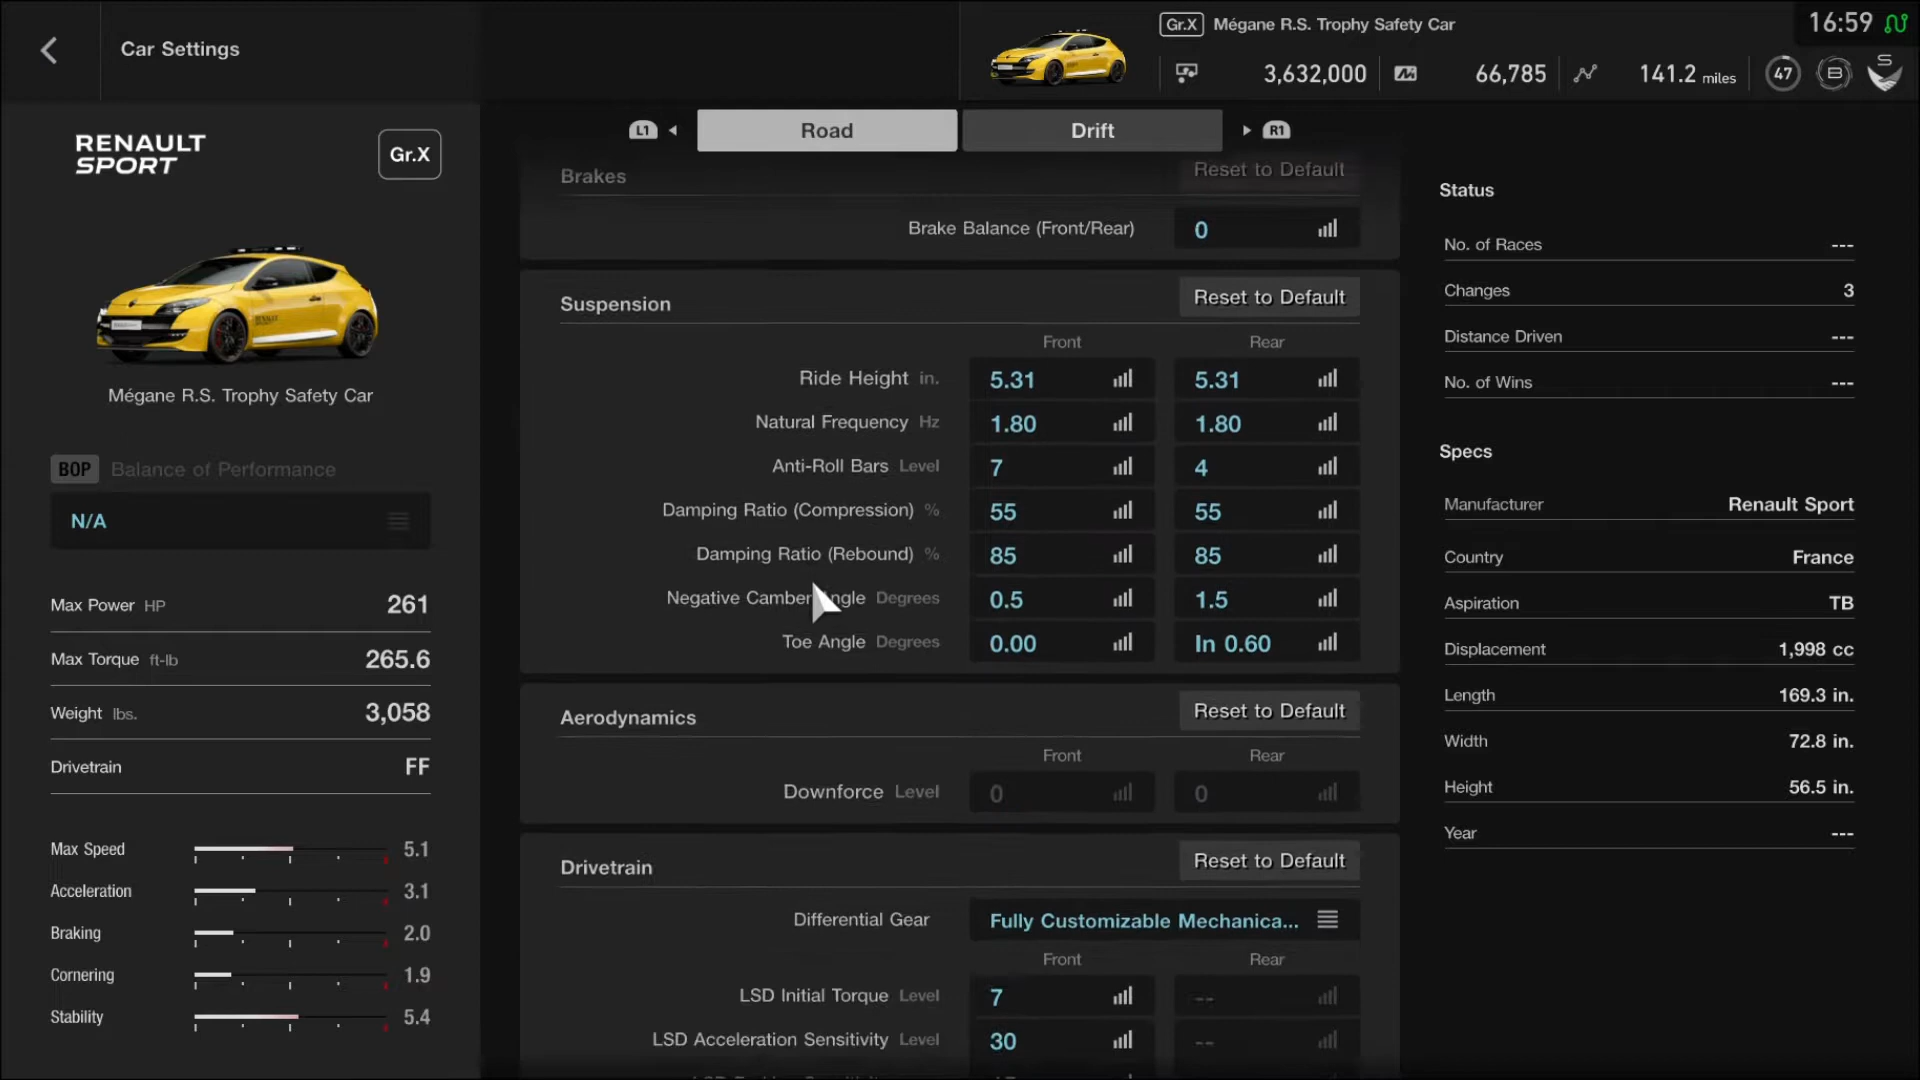 Car Settings
Gr.X Mégane R.S. Trophy Safety Car
16:59
3,632,000
66,785
141.2 miles
47
B
S
RENAULT
SPORT
Gr.X
Mégane R.S. Trophy Safety Car
BOP Balance of Performance
N/A
Max Power HP 261
Max Torque ft-lb 265.6
Weight lbs. 3,058
Drivetrain FF
Max Speed 5.1
Acceleration 3.1
Braking 2.0
Cornering 1.9
Stability 5.4
L1 Road Drift R1
Brakes Reset to Default
Brake Balance (Front/Rear) 0
Suspension Reset to Default
Front Rear
Ride Height in. 5.31 5.31
Natural Frequency Hz 1.80 1.80
Anti-Roll Bars Level 7 4
Damping Ratio (Compression) % 55 55
Damping Ratio (Rebound) % 85 85
Negative Camber Angle Degrees 0.5 1.5
Toe Angle Degrees 0.00 In 0.60
Aerodynamics Reset to Default
Front Rear
Downforce Level 0 0
Drivetrain Reset to Default
Differential Gear Fully Customizable Mechanica...
Front Rear
LSD Initial Torque Level 7 --
LSD Acceleration Sensitivity Level 30 --
Status
No. of Races ---
Changes 3
Distance Driven ---
No. of Wins ---
Specs
Manufacturer Renault Sport
Country France
Aspiration TB
Displacement 1,998 cc
Length 169.3 in.
Width 72.8 in.
Height 56.5 in.
Year ---